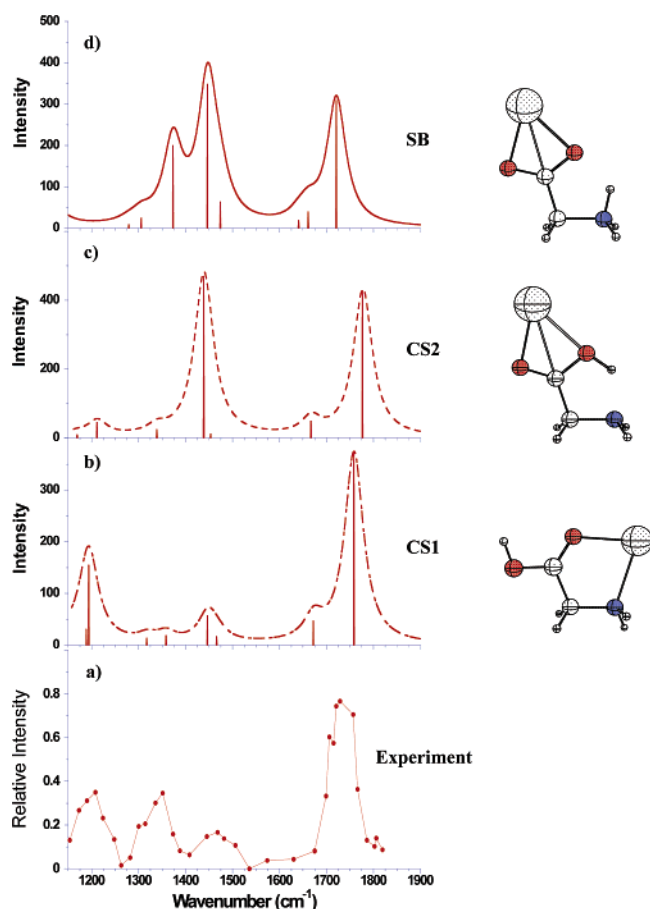 d)
Intensity
500
400
300
200
100
0
SB
c)
Intensity
400
200
0
CS2
b)
Intensity
300
200
100
0
CS1
a)
Relative Intensity
0.8
0.6
0.4
0.2
0.0
Experiment
1200 1300 1400 1500 1600 1700 1800 1900
Wavenumber (cm⁻¹)